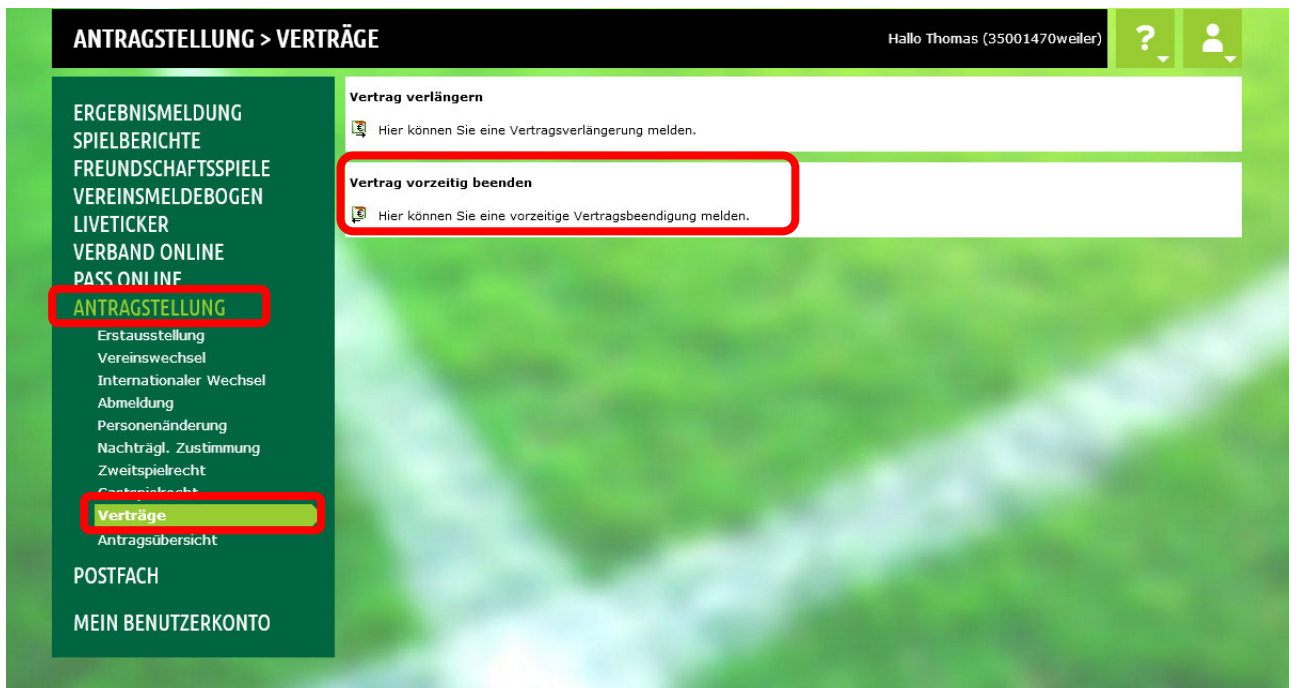 ANTRAGSTELLUNG > VERTRÄGE
Hallo Thomas (35001470weiler)
?
ERGEBNISMELDUNG
SPIELBERICHTE
FREUNDSCHAFTSSPIELE
VEREINSMELDEBOGEN
LIVETICKER
VERBAND ONLINE
PASS ONLINE
ANTRAGSTELLUNG
Erstausstellung
Vereinswechsel
Internationaler Wechsel
Abmeldung
Personenänderung
Nachträgl. Zustimmung
Zweitspielrecht
Gastspielrecht
Verträge
Antragsübersicht
POSTFACH
MEIN BENUTZERKONTO
Vertrag verlängern
Hier können Sie eine Vertragsverlängerung melden.
Vertrag vorzeitig beenden
Hier können Sie eine vorzeitige Vertragsbeendigung melden.